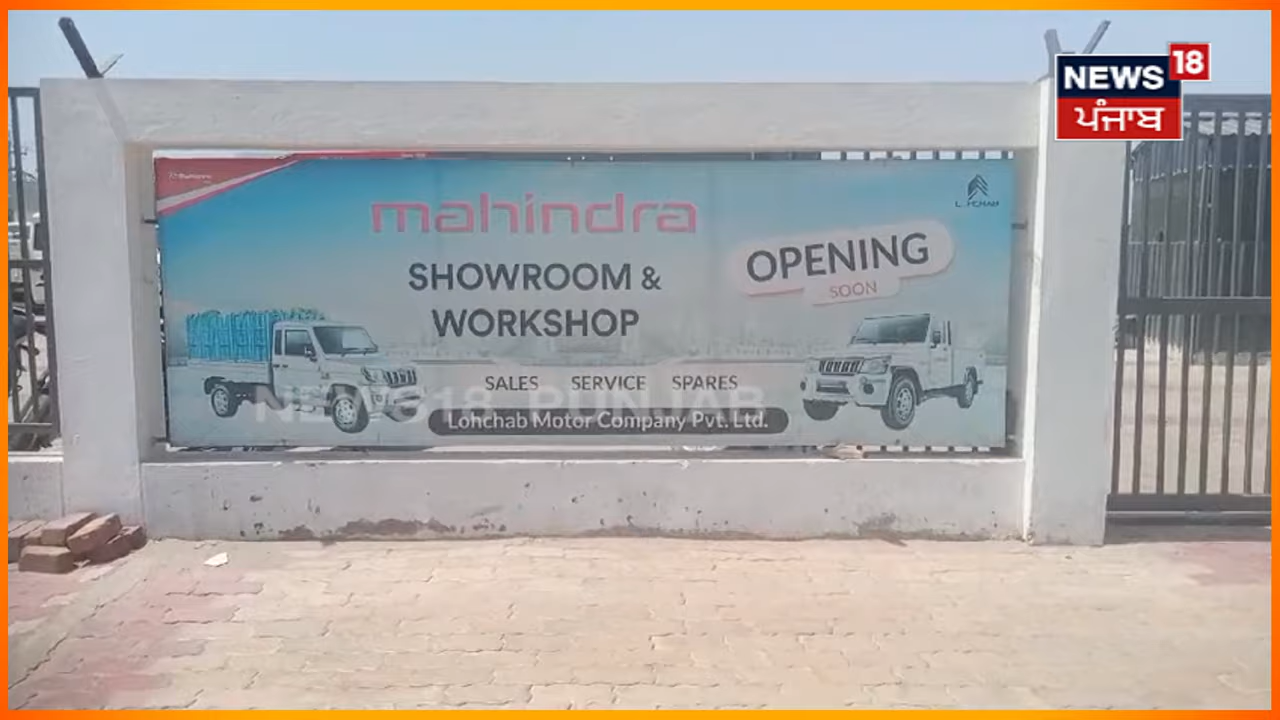 NEWS 18
ਪੰਜਾਬ
mahindra
SHOWROOM &
WORKSHOP
OPENING
SOON
SALES SERVICE SPARES
NEWS18 PUNJAB
Lohchab Motor Company Pvt. Ltd.